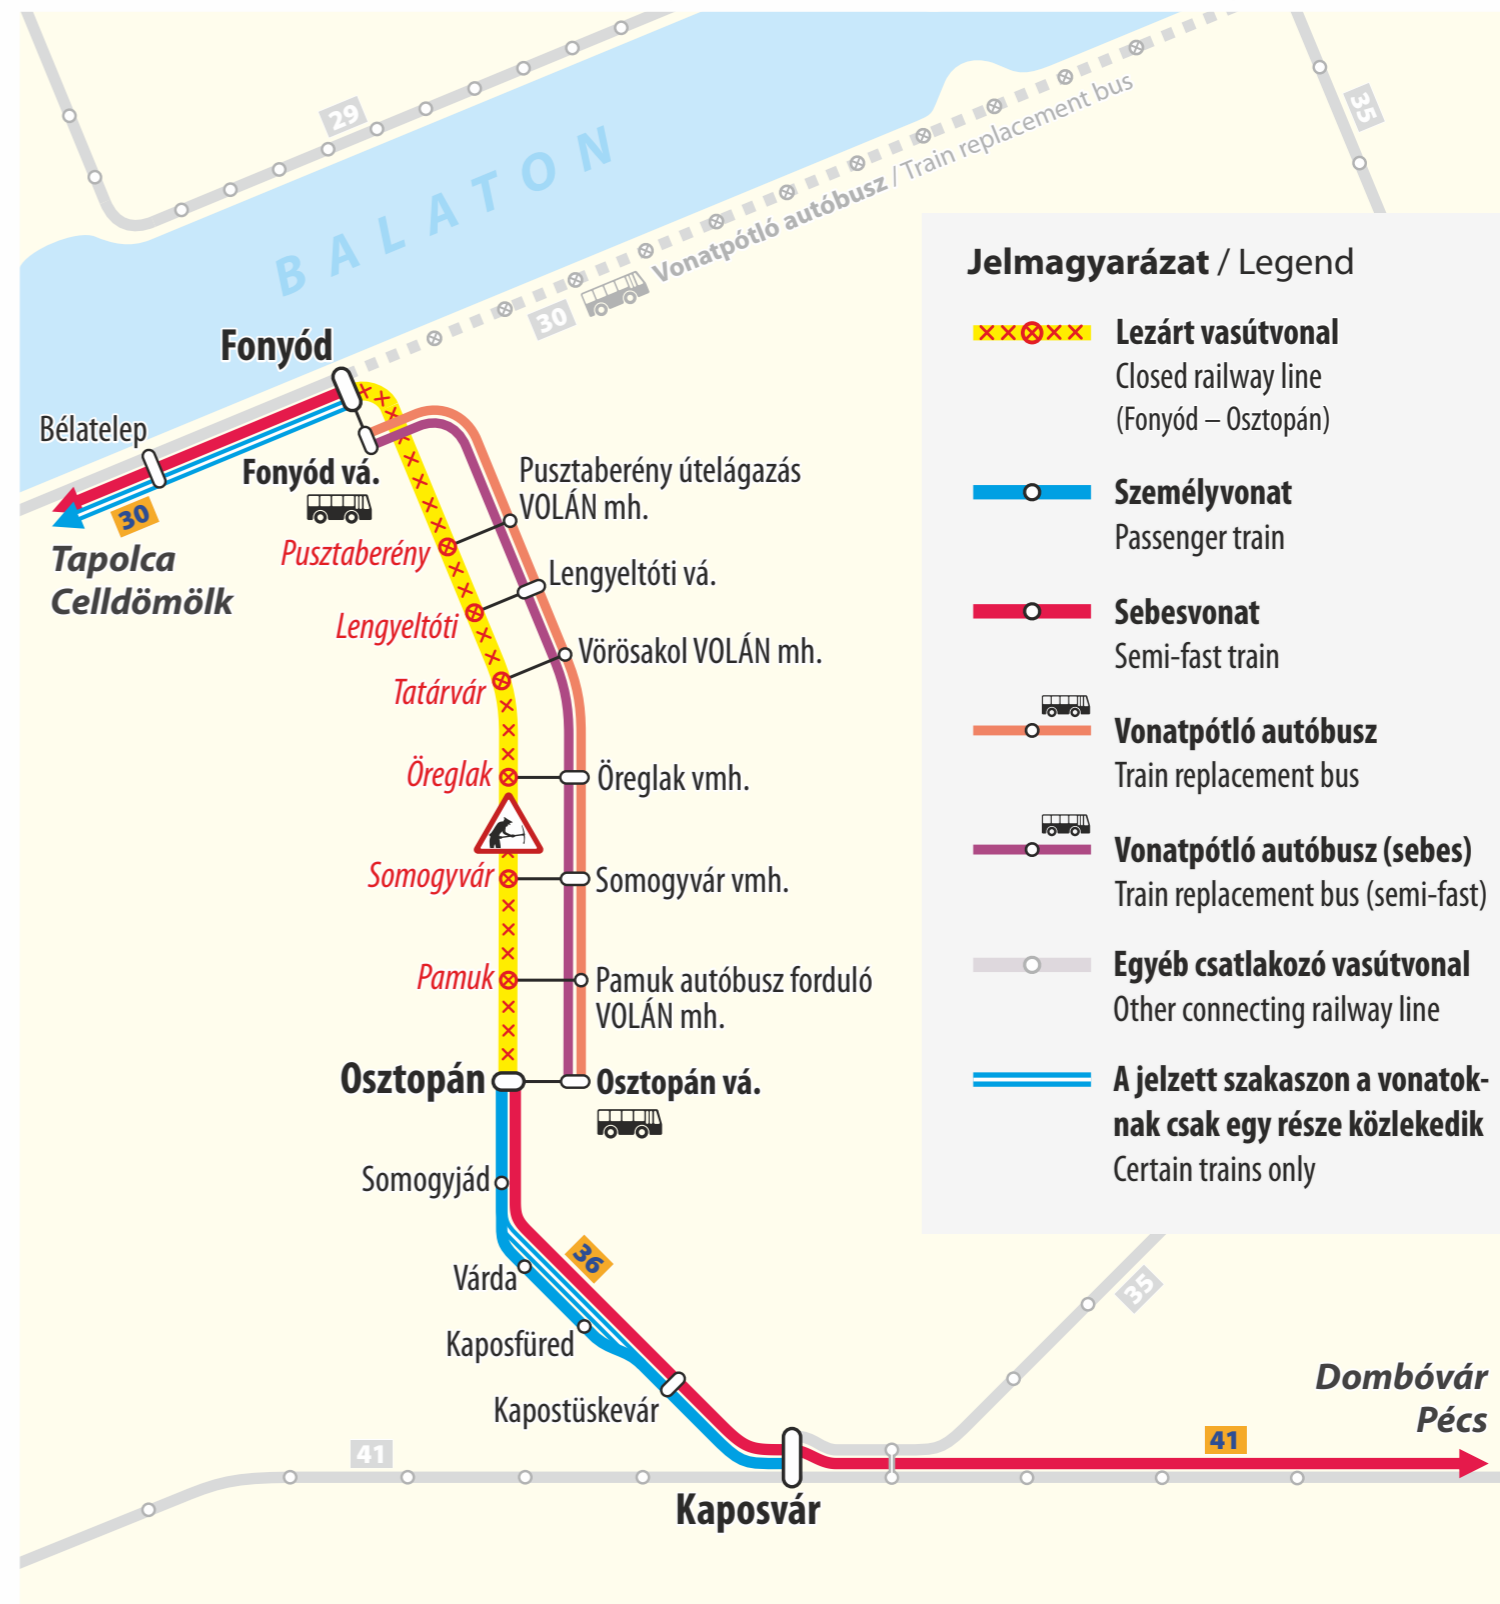 29
35
BALATON
Vonatpótló autóbusz / Train replacement bus
30
Fonyód
Bélatelep
Fonyód vá.
30
Tapolca
Celldömölk
Pusztaberény útelágazás
VOLÁN mh.
Pusztaberény
Lengyeltóti vá.
Lengyeltóti
Vörösakol VOLÁN mh.
Tatárvár
Öreglak
Öreglak vmh.
Somogyvár
Somogyvár vmh.
Pamuk
Pamuk autóbusz forduló
VOLÁN mh.
Osztopán
Osztopán vá.
Somogyjád
36
Várda
Kaposfüred
Kapostüskevár
35
41
Kaposvár
41
Dombóvár
Pécs
Jelmagyarázat / Legend
Lezárt vasútvonal
Closed railway line
(Fonyód – Osztopán)
Személyvonat
Passenger train
Sebesvonat
Semi-fast train
Vonatpótló autóbusz
Train replacement bus
Vonatpótló autóbusz (sebes)
Train replacement bus (semi-fast)
Egyéb csatlakozó vasútvonal
Other connecting railway line
A jelzett szakaszon a vonatok-
nak csak egy része közlekedik
Certain trains only